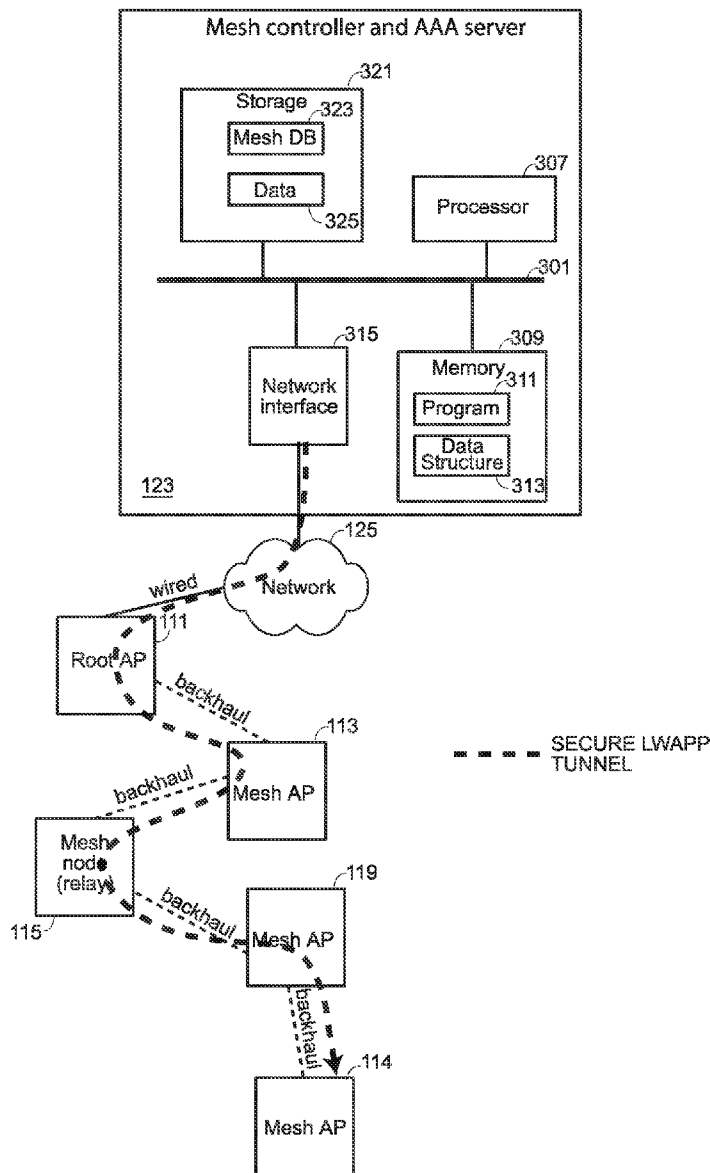 Mesh controller and AAA server
321
Storage
323
Mesh DB
Data
325
307
Processor
301
315
Network
interface
309
Memory
311
Program
Data
Structure
313
123
125
Network
wired
111
Root AP
backhaul
113
Mesh AP
SECURE LWAPP
TUNNEL
backhaul
Mesh
node
(relay)
115
backhaul
119
Mesh AP
backhaul
114
Mesh AP